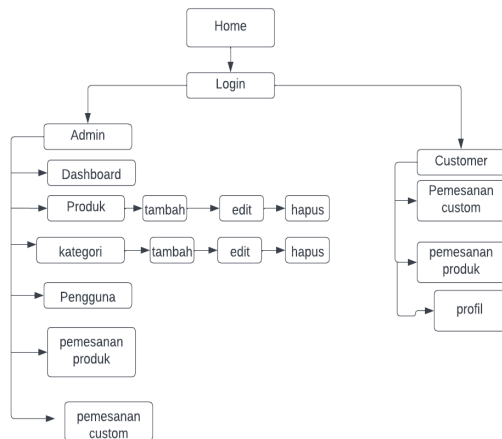 Home
Login
Admin
Dashboard
Produk
tambah
edit
hapus
kategori
tambah
edit
hapus
Pengguna
pemesanan
produk
pemesanan
custom
Customer
Pemesanan
custom
pemesanan
produk
profil